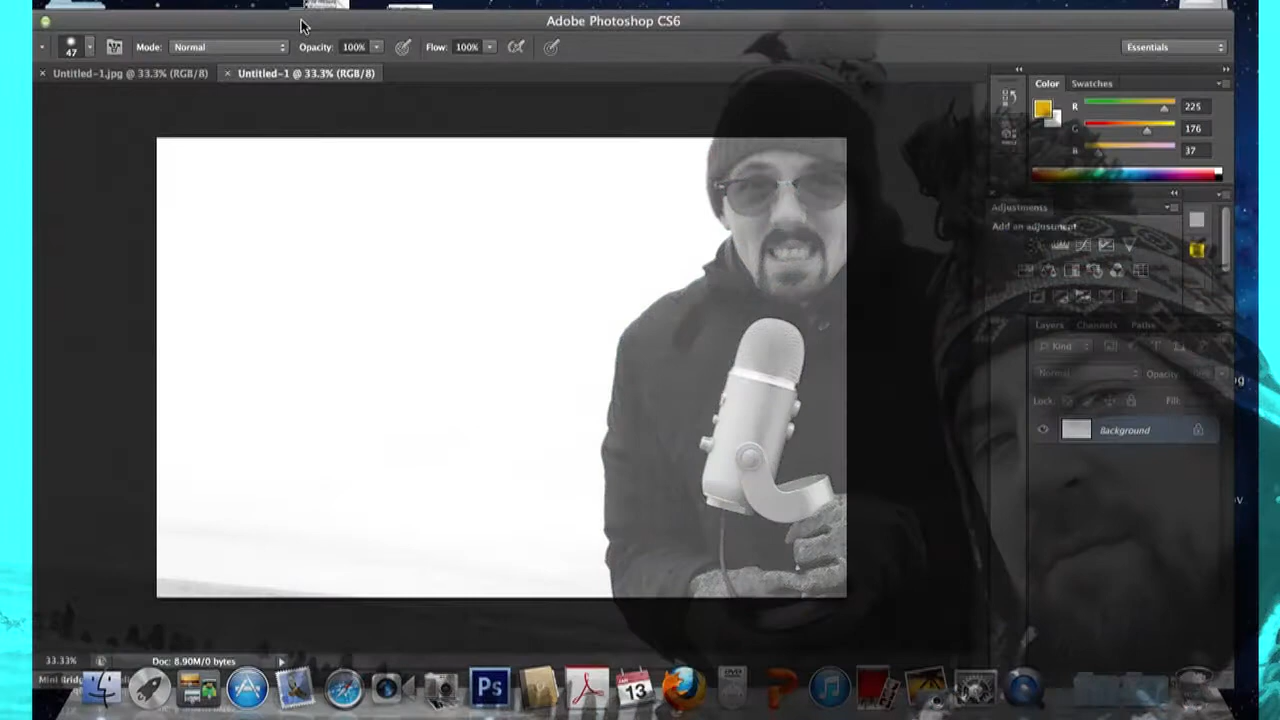 Adobe Photoshop CS6
47 Mode: Normal Opacity: 100% Flow: 100% Essentials
× Untitled-1.jpg @ 33.3% (RGB/8) × Untitled-1 @ 33.3% (RGB/8)
Color Swatches
R 225
G 176
B 37
Adjustments
Add an adjustment
Layers Channels Paths
Kind
Normal Opacity
Lock: Fill:
Background
33.33% Doc: 8.90M/0 bytes
Mini Bridge
Ps
JAN
13